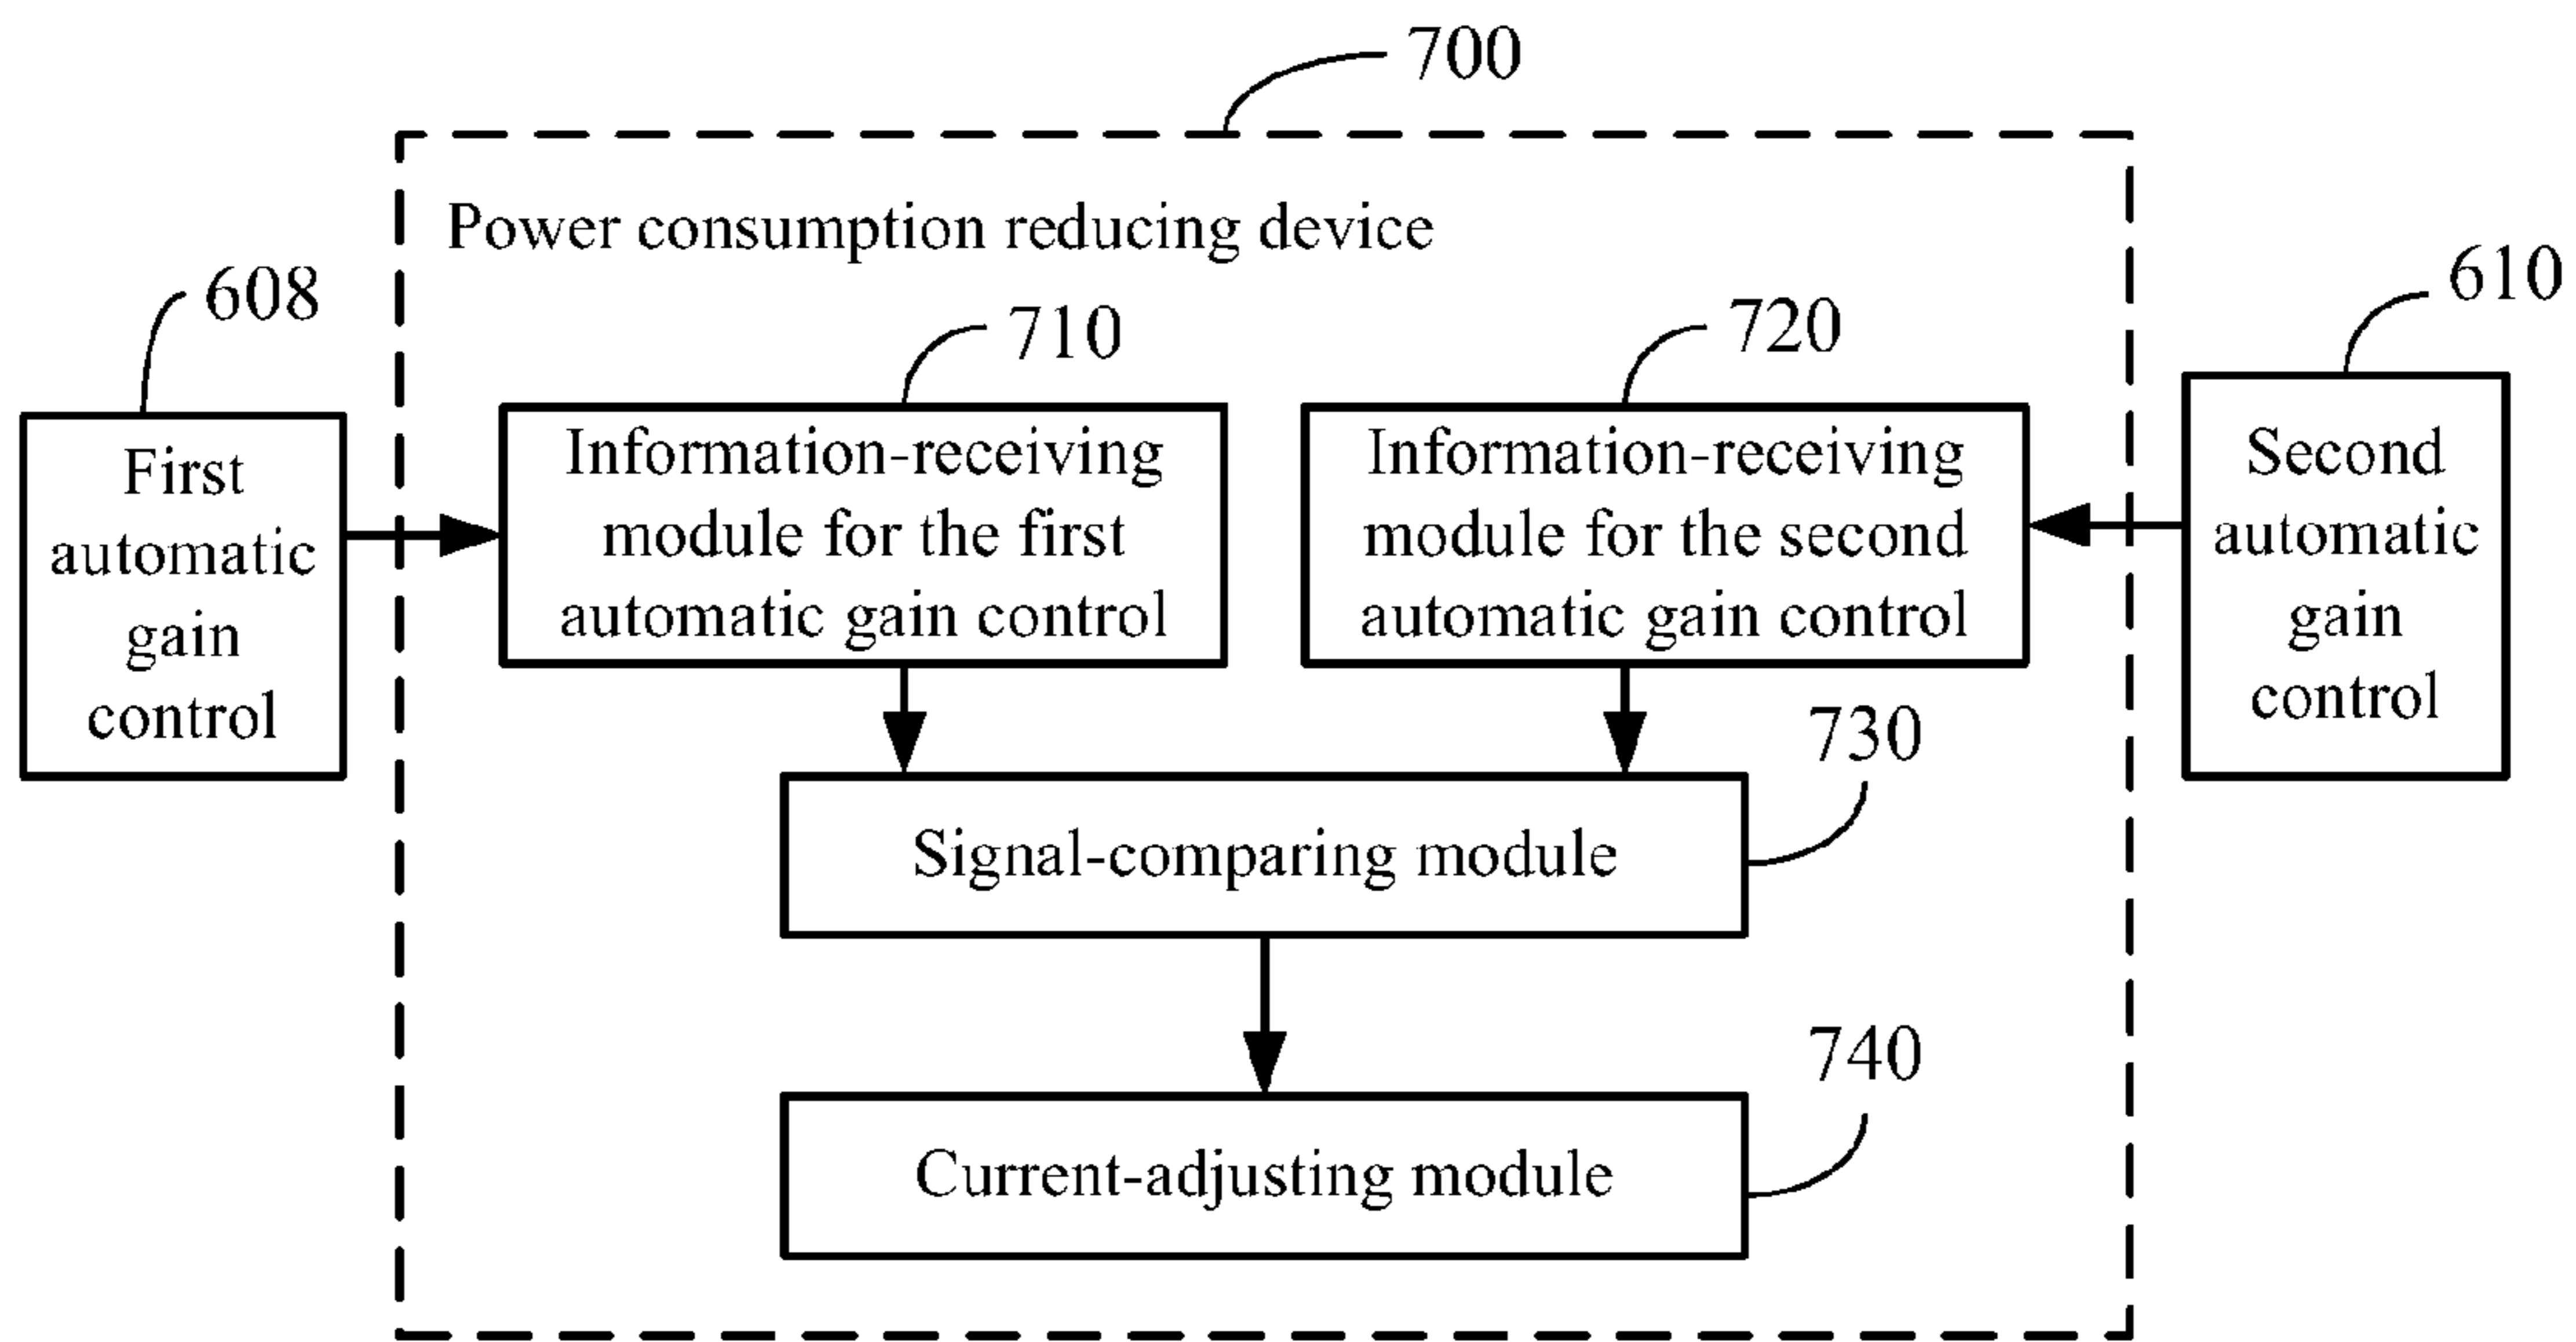 700
Power consumption reducing device
608
610
710
720
First
automatic
gain
control
Information-receiving
module for the first
automatic gain control
Information-receiving
module for the second
automatic gain control
Second
automatic
gain
control
730
Signal-comparing module
740
Current-adjusting module